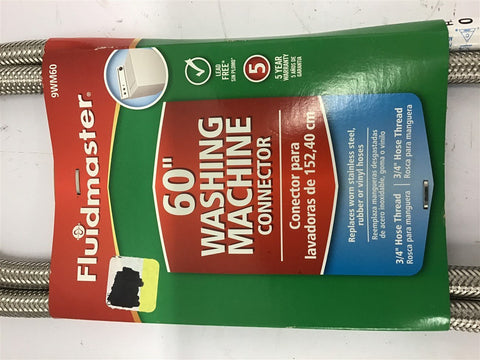 9WM60
Fluidmaster®
LEAD
FREE*
SIN PLOMO*
5
5 YEAR
WARRANTY
5 AÑOS DE
GARANTÍA
60"
WASHING
MACHINE
CONNECTOR
Conector para
lavadoras de 152,40 cm
Replaces worn stainless steel,
rubber or vinyl hoses
Reemplaza mangueras desgastadas
de acero inoxidable, goma o vinilo
3/4" Hose Thread
Rosca para manguera
3/4" Hose Thread
Rosca para manguera